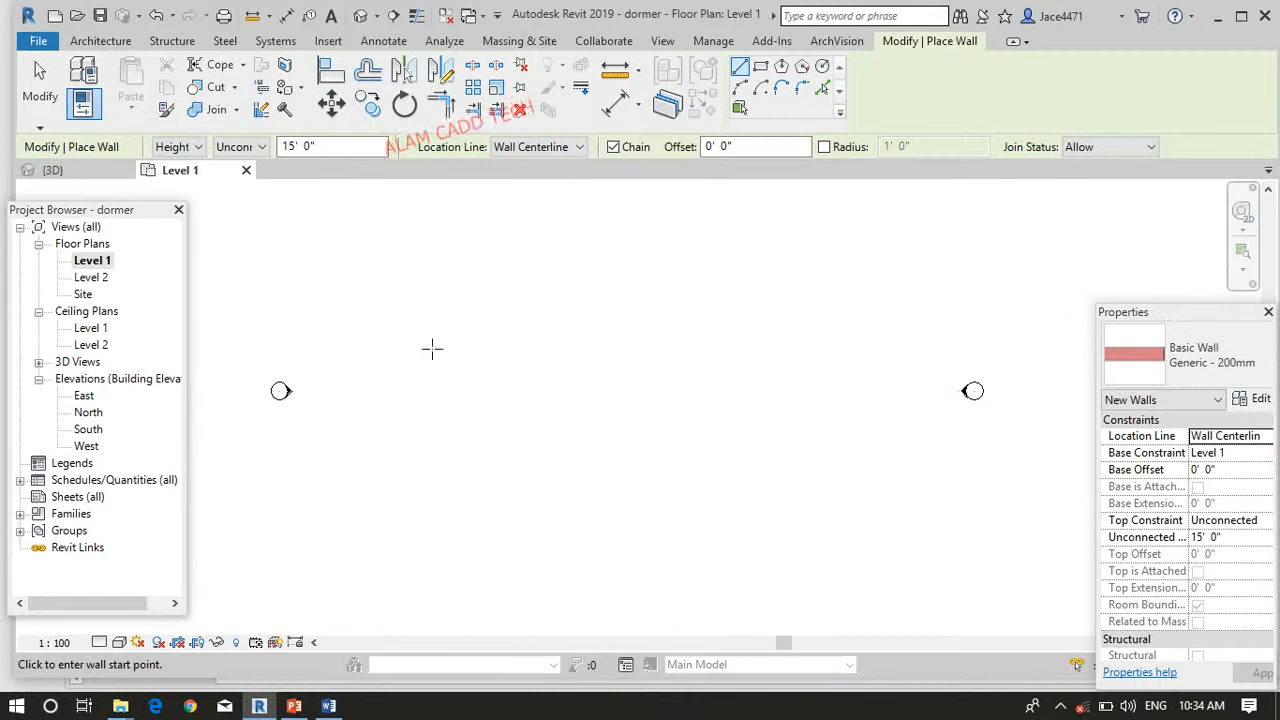 Autodesk Revit 2019 - dormer - Floor Plan: Level 1
Type a keyword or phrase
Jace4471
File
Architecture
Structure
Steel
Systems
Insert
Annotate
Analyze
Massing & Site
Collaborate
View
Manage
Add-Ins
ArchVision
Modify | Place Wall
Modify
Paste
Cope
Cut
Join
ALAM CADD TECH
Modify | Place Wall
Height
Unconr
15' 0"
Location Line:
Wall Centerline
Chain
Offset:
0' 0"
Radius:
1' 0"
Join Status:
Allow
{3D}
Level 1
Project Browser - dormer
Views (all)
Floor Plans
Level 1
Level 2
Site
Ceiling Plans
Level 1
Level 2
3D Views
Elevations (Building Eleva
East
North
South
West
Legends
Schedules/Quantities (all)
Sheets (all)
Families
Groups
Revit Links
2D
Properties
Basic Wall
Generic - 200mm
New Walls
Edit
Constraints
Location Line Wall Centerlin
Base Constraint Level 1
Base Offset 0' 0"
Base is Attach...
Base Extensio... 0' 0"
Top Constraint Unconnected
Unconnected ... 15' 0"
Top Offset 0' 0"
Top is Attached
Top Extension... 0' 0"
Room Boundi...
Related to Mass
Structural
Structural
Properties help
App
1 : 100
Click to enter wall start point.
:0
Main Model
ENG
10:34 AM